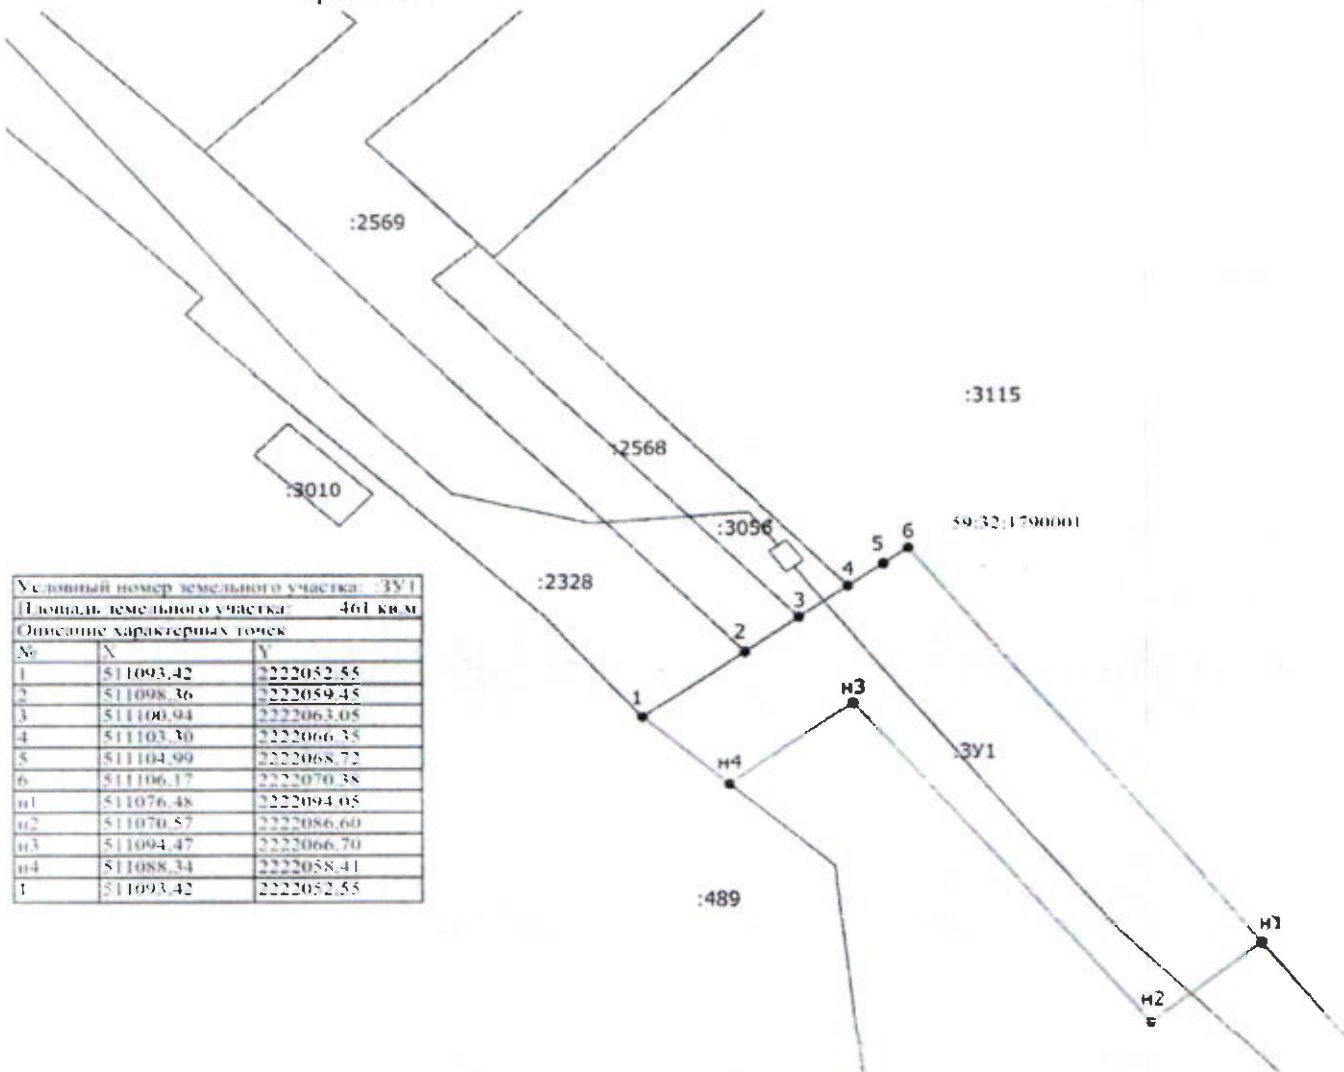 :2569
:3115
:2568
:3010
:3056
59:32:1790001
6
5
4
:2328
3
2
1
н3
н4
:ЗУ1
:489
н1
н2
Условный номер земельного участка: :ЗУ1
Площадь земельного участка: 461 кв.м
Описание характерных точек
№ X Y
1 511093,42 2222052,55
2 511098,36 2222059,45
3 511100,94 2222063,05
4 511103,30 2222066,35
5 511104,99 2222068,72
6 511106,17 2222070,38
н1 511076,48 2222094,05
н2 511070,57 2222086,60
н3 511094,47 2222066,70
н4 511088,34 2222058,41
1 511093,42 2222052,55